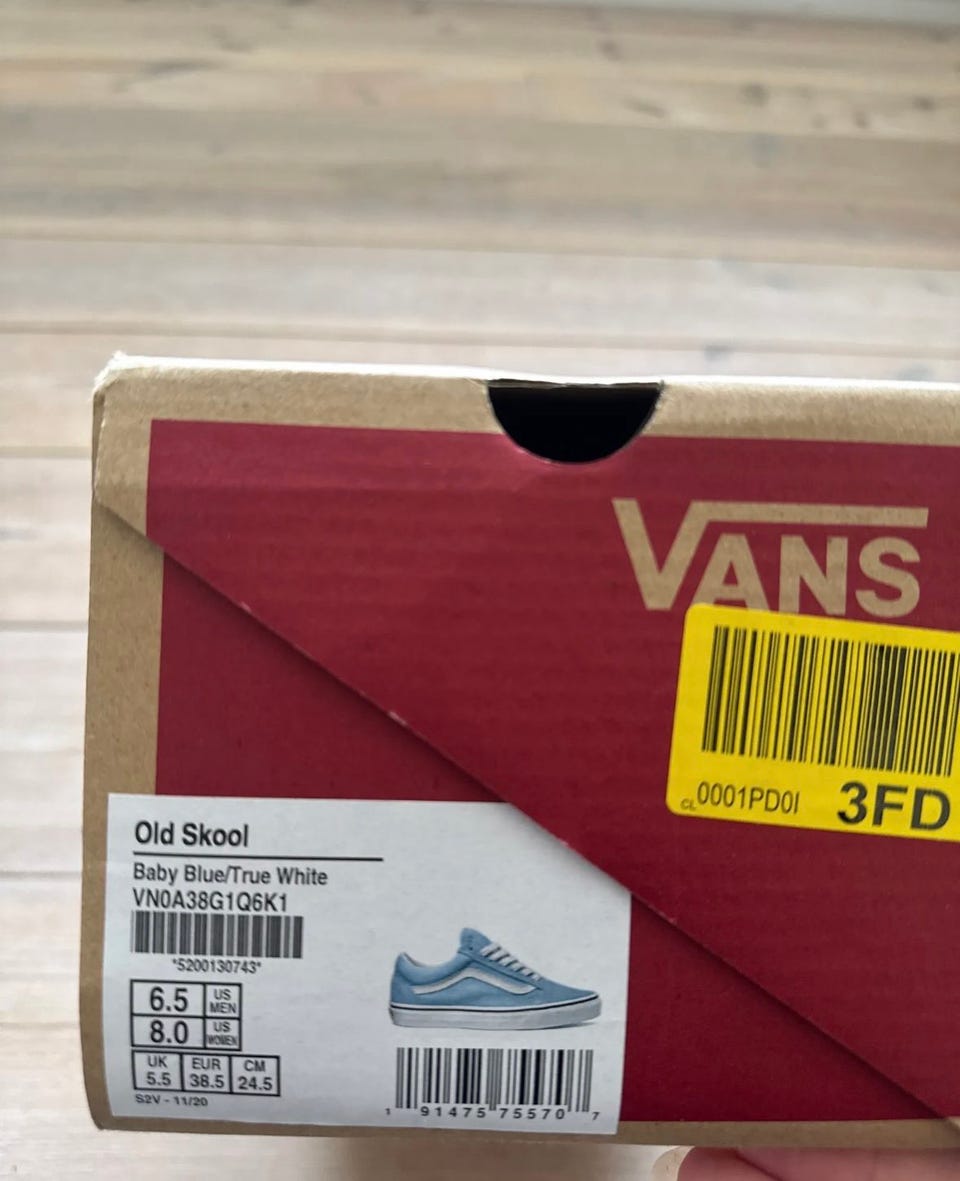 VANS
CL 0001PD0I 3FD
Old Skool
Baby Blue/True White
VN0A38G1Q6K1
*5200130743*
6.5 US MEN
8.0 US WOMEN
UK EUR CM
5.5 38.5 24.5
S2V - 11/20
1 91475 75570 7